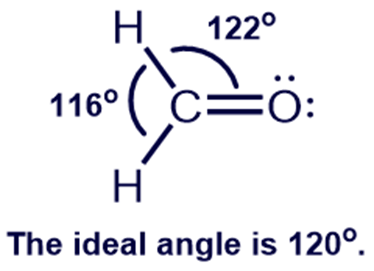 H 122°
116° C=O:
H
The ideal angle is 120°.